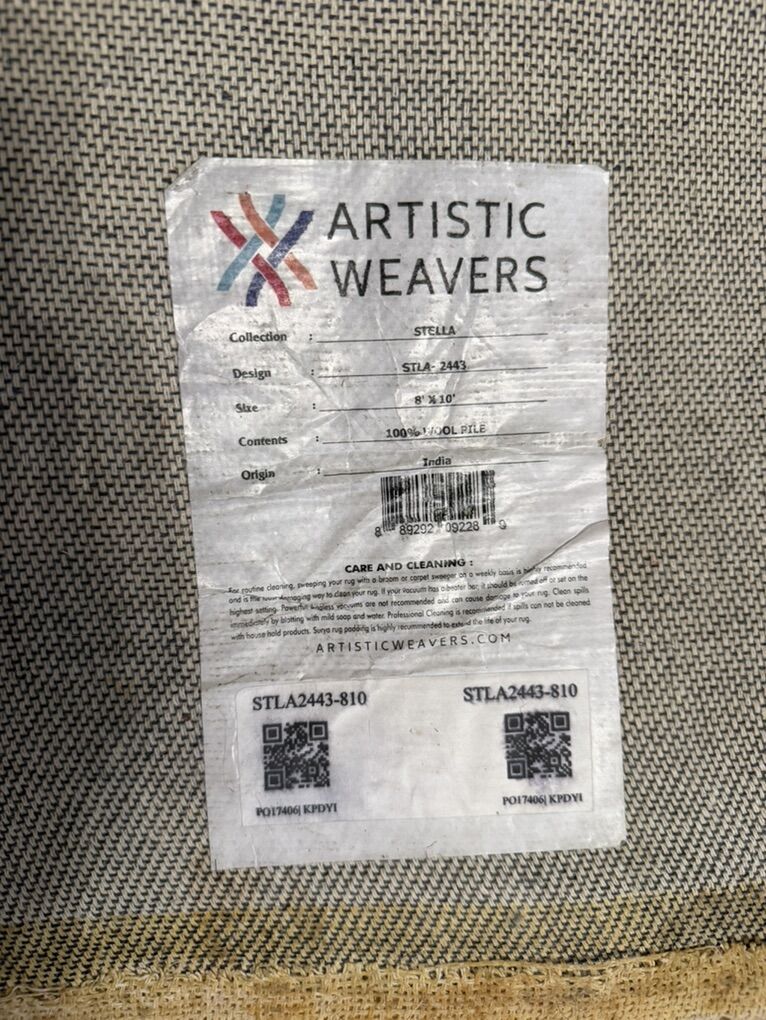 ARTISTIC
WEAVERS
Collection : STELLA
Design : STLA- 2443
Size : 8' X 10'
Contents : 100% WOOL PILE
Origin : India
8 89292 09228 9
CARE AND CLEANING :
For routine cleaning, sweeping your rug with a broom or carpet sweeper on a weekly basis is highly recommended
and is the least damaging way to clean your rug. If your vacuum has a beater bar, it should be turned off or set on the
highest setting. Powerful bagless vacuums are not recommended and can cause damage to your rug. Clean spills
immediately by blotting with mild soap and water. Professional Cleaning is recommended if spills can not be cleaned
with house hold products. Surya rug padding is highly recommended to extend the life of your rug.
ARTISTICWEAVERS.COM
STLA2443-810 STLA2443-810
PO17406| KPDYI PO17406| KPDYI